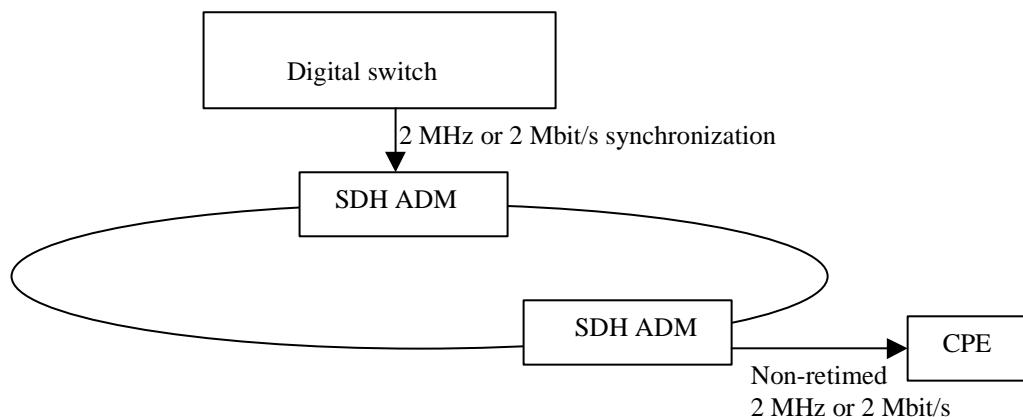 Digital switch
2 MHz or 2 Mbit/s synchronization
SDH ADM
SDH ADM
CPE
Non-retimed
2 MHz or 2 Mbit/s